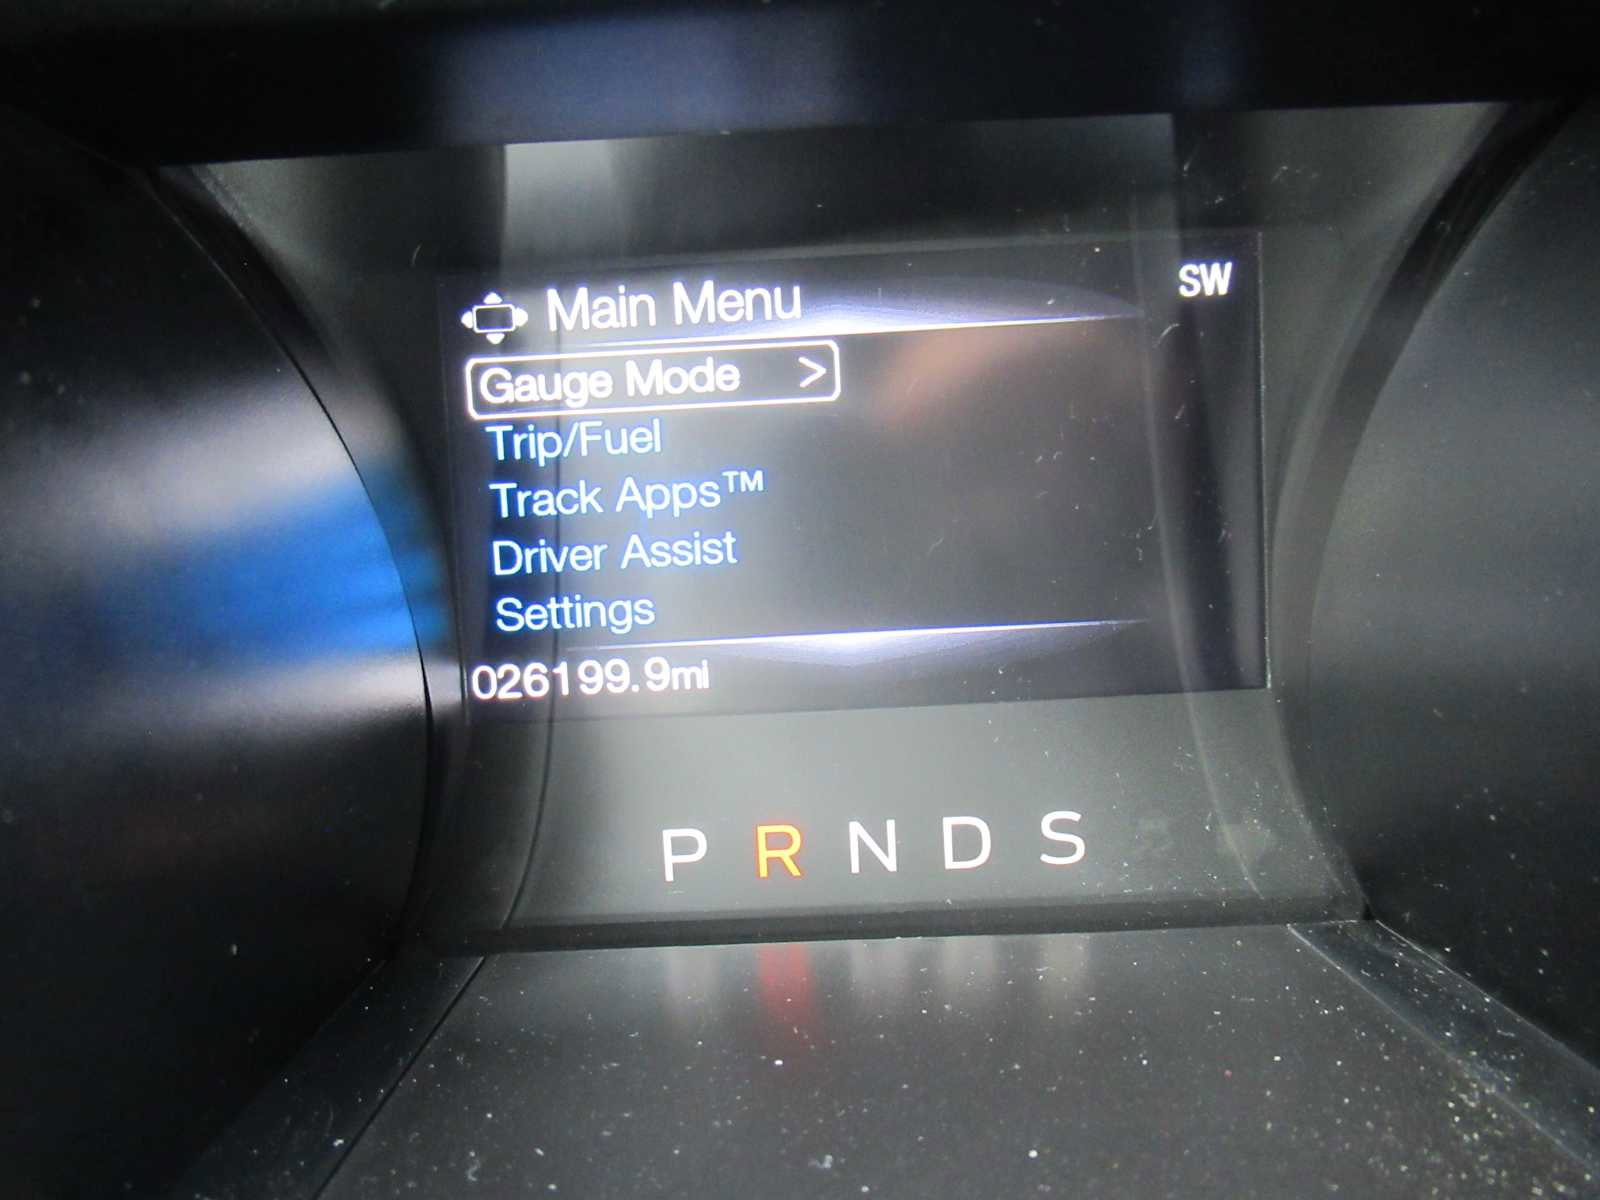 Main Menu
SW
Gauge Mode >
Trip/Fuel
Track Apps™
Driver Assist
Settings
026199.9mi
P R N D S